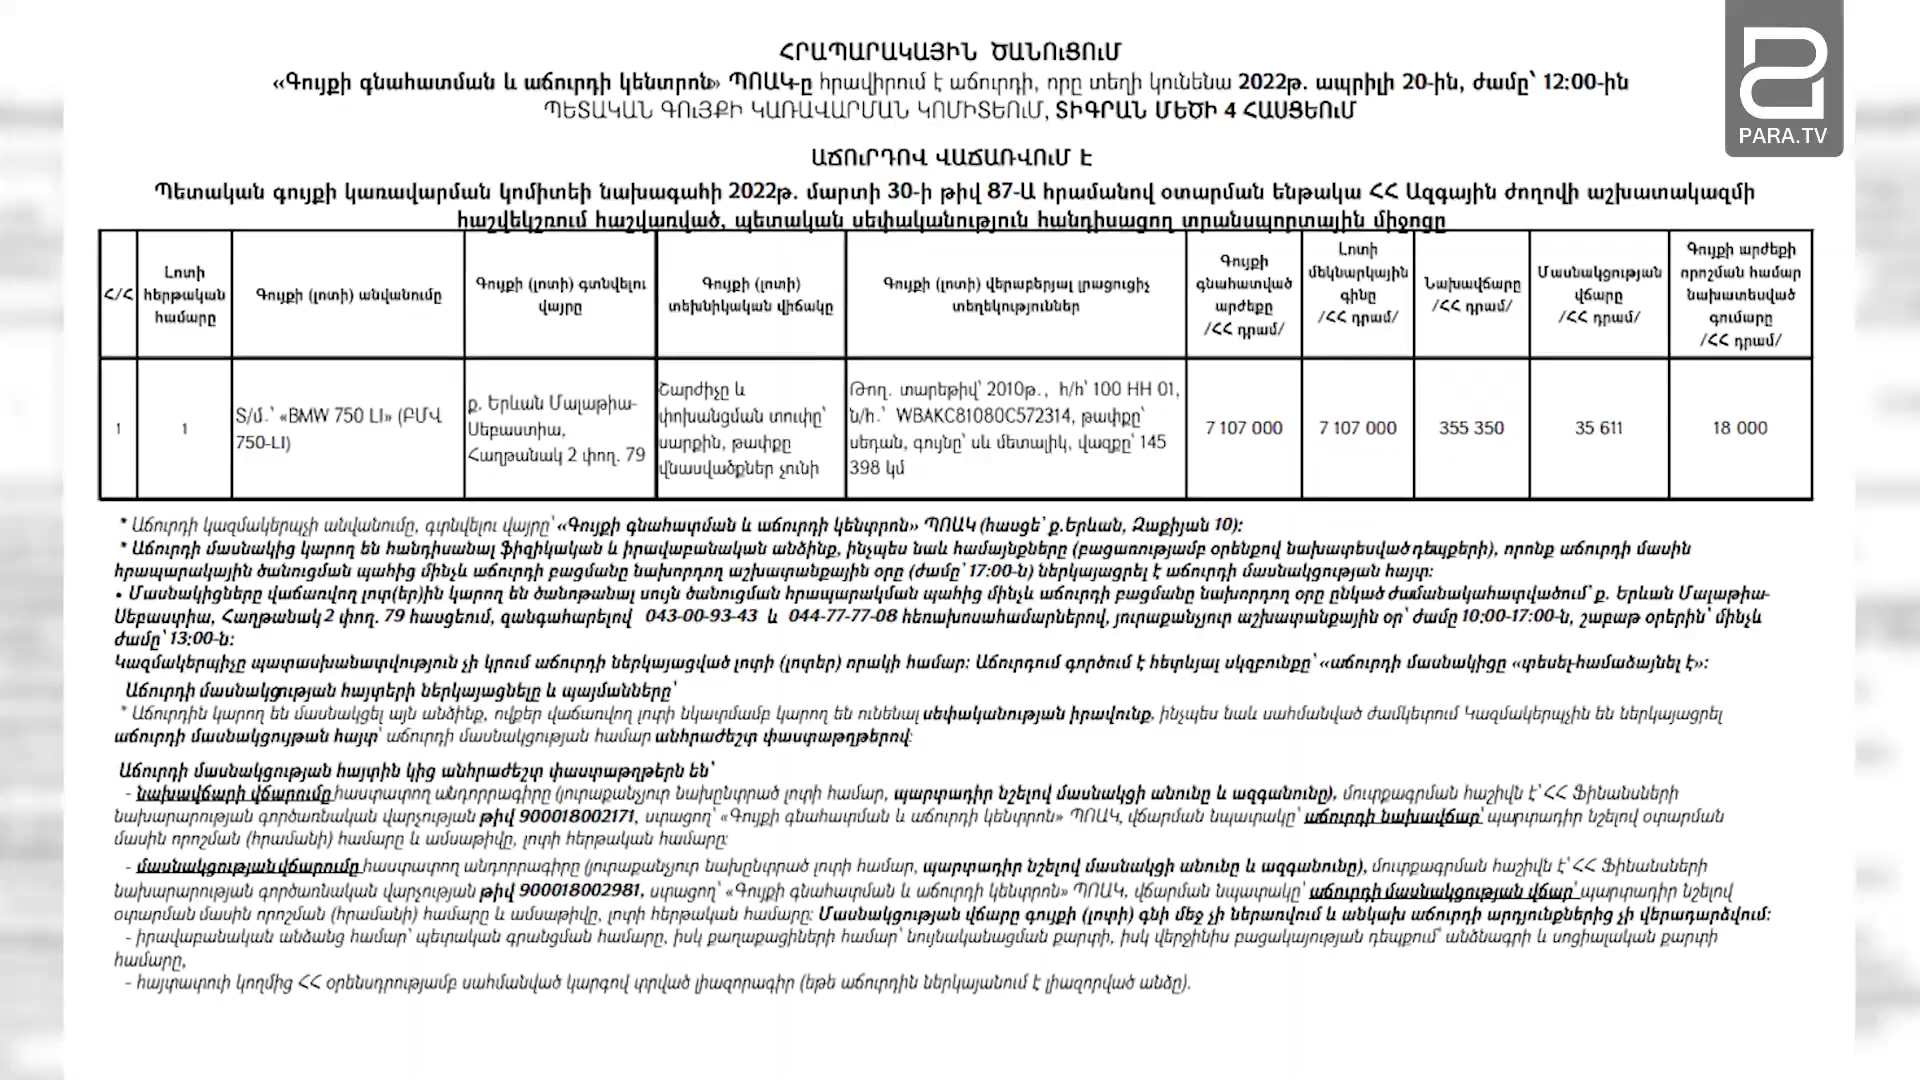 PARA.TV
ՀՐԱՊԱՐԱԿԱՅԻՆ ԾԱՆՈՒՑՈՒՄ
«Գույքի գնահատման և աճուրդի կենտրոն» ՊՈԱԿ-ը հրավիրում է աճուրդի, որը տեղի կունենա 2022թ. ապրիլի 20-ին, ժամը՝ 12:00-ին
ՊԵՏԱԿԱՆ ԳՈՒՅՔԻ ԿԱՌԱՎԱՐՄԱՆ ԿՈՄԻՏԵՈՒՄ, ՏԻԳՐԱՆ ՄԵԾԻ 4 ՀԱՍՑԵՈՒՄ
ԱՃՈՒՐԴՈՎ ՎԱՃԱՌՎՈՒՄ Է
Պետական գույքի կառավարման կոմիտեի նախագահի 2022թ. մարտի 30-ի թիվ 87-Ա հրամանով օտարման ենթակա ՀՀ Ազգային ժողովի աշխատակազմի
հաշվեկշռում հաշվառված, պետական սեփականություն հանդիսացող տրանսպորտային միջոցը
Հ/Հ
Լոտի
հերթական
համարը
Գույքի (լոտի) անվանումը
Գույքի (լոտի) գտնվելու
վայրը
Գույքի (լոտի)
տեխնիկական վիճակը
Գույքի (լոտի) վերաբերյալ լրացուցիչ
տեղեկություններ
Գույքի
գնահատված
արժեքը
/ՀՀ դրամ/
Լոտի
մեկնարկային
գինը
/ՀՀ դրամ/
Նախավճարը
/ՀՀ դրամ/
Մասնակցության
վճարը
/ՀՀ դրամ/
Գույքի արժեքի
որոշման համար
նախատեսված
գումարը
/ՀՀ դրամ/
1
1
Տ/մ.՝ «BMW 750 LI» (ԲՄՎ
750-LI)
ք. Երևան Մալաթիա-
Սեբաստիա,
Հաղթանակ 2 փող. 79
Շարժիչը և
փոխանցման տուփը՝
սարքին, թափքը
վնասվածքներ չունի
Թող. տարեթիվ՝ 2010թ., հ/հ՝ 100 HH 01,
ն/հ.՝ WBAKC81080C572314, թափքը՝
սեդան, գույնը՝ սև մետալիկ, վազքը՝ 145
398 կմ
7 107 000
7 107 000
355 350
35 611
18 000
* Աճուրդի կազմակերպչի անվանումը, գտնվելու վայրը՝ «Գույքի գնահատման և աճուրդի կենտրոն» ՊՈԱԿ (հասցե՝ ք.Երևան, Զաքիյան 10);
* Աճուրդի մասնակից կարող են հանդիսանալ ֆիզիկական և իրավաբանական անձինք, ինչպես նաև համայնքները (բացառությամբ օրենքով նախատեսված դեպքերի), որոնք աճուրդի մասին
հրապարակային ծանուցման պահից մինչև աճուրդի բացմանը նախորդող աշխատանքային օրը (ժամը՝ 17:00-ն) ներկայացրել է աճուրդի մասնակցության հայտ:
• Մասնակիցները վաճառվող լոտ(եր)ին կարող են ծանոթանալ սույն ծանուցման հրապարակման պահից մինչև աճուրդի բացմանը նախորդող օրը ընկած ժամանակահատվածում՝ ք. Երևան Մալաթիա-
Սեբաստիա, Հաղթանակ 2 փող. 79 հասցեում, զանգահարելով 043-00-93-43 և 044-77-77-08 հեռախոսահամարներով, յուրաքանչյուր աշխատանքային օր՝ ժամը 10:00-17:00-ն, շաբաթ օրերին՝ մինչև
ժամը՝ 13:00-ն:
Կազմակերպիչը պատասխանատվություն չի կրում աճուրդի ներկայացված լոտի (լոտեր) որակի համար: Աճուրդում գործում է հետևյալ սկզբունքը՝ «աճուրդի մասնակիցը «տեսել-համաձայնել է»:
Աճուրդի մասնակցության հայտերի ներկայացնելը և պայմանները՝
* Աճուրդին կարող են մասնակցել այն անձինք, ովքեր վաճառվող լոտի նկատմամբ կարող են ունենալ սեփականության իրավունք, ինչպես նաև սահմանված ժամկետում Կազմակերպչին են ներկայացրել
աճուրդի մասնակցույթան հայտ՝ աճուրդի մասնակցության համար անհրաժեշտ փաստաթղթերով:
Աճուրդի մասնակցության հայտին կից անհրաժեշտ փաստաթղթերն են՝
- նախավճարի վճարումը հաստատող անդորրագիրը (յուրաքանչյուր նախընտրած լոտի համար, պարտադիր նշելով մասնակցի անունը և ազգանունը), մուտքագրման հաշիվն է՝ ՀՀ Ֆինանսների
նախարարության գործառնական վարչության թիվ 900018002171, ստացող՝ «Գույքի գնահատման և աճուրդի կենտրոն» ՊՈԱԿ, վճարման նպատակը՝ աճուրդի նախավճար՝ պարտադիր նշելով օտարման
մասին որոշման (հրամանի) համարը և ամսաթիվը, լոտի հերթական համարը;
- մասնակցության վճարումը հաստատող անդորրագիրը (յուրաքանչյուր նախընտրած լոտի համար, պարտադիր նշելով մասնակցի անունը և ազգանունը), մուտքագրման հաշիվն է՝ ՀՀ Ֆինանսների
նախարարության գործառնական վարչության թիվ 900018002981, ստացող՝ «Գույքի գնահատման և աճուրդի կենտրոն» ՊՈԱԿ, վճարման նպատակը՝ աճուրդի մասնակցության վճար՝ պարտադիր նշելով
օտարման մասին որոշման (հրամանի) համարը և ամսաթիվը, լոտի հերթական համարը: Մասնակցության վճարը գույքի (լոտի) գնի մեջ չի ներառվում և անկախ աճուրդի արդյունքներից չի վերադարձվում:
- իրավաբանական անձանց համար՝ պետական գրանցման համարը, իսկ քաղաքացիների համար՝ նույնականացման քարտի, իսկ վերջինիս բացակայության դեպքում՝ անձնագրի և սոցիալական քարտի
համարը,
- հայտատուի կողմից ՀՀ օրենսդրությամբ սահմանված կարգով տրված լիազորագիր (եթե աճուրդին ներկայանում է լիազորված անձը).